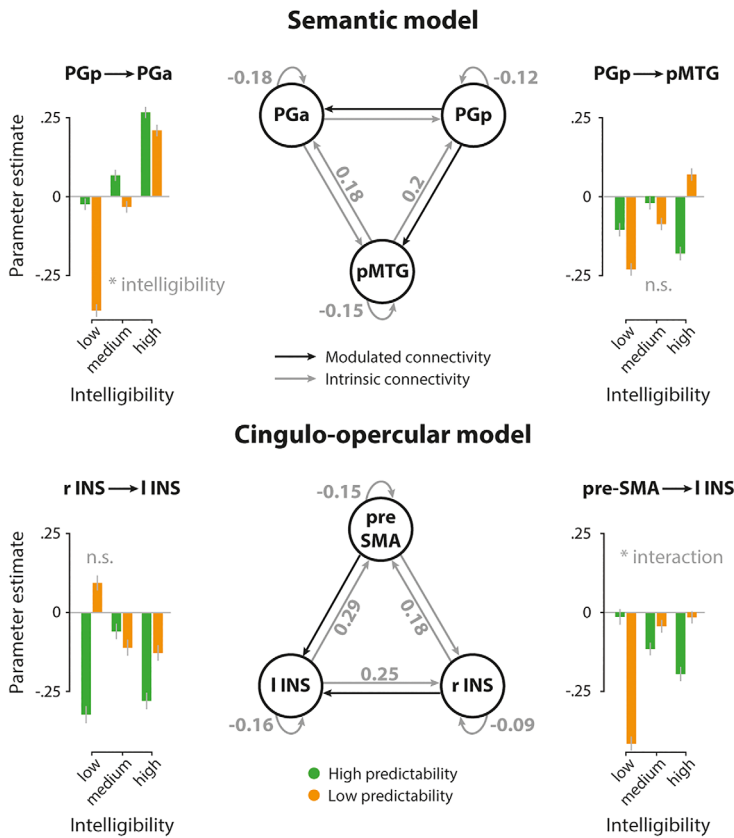 Semantic model
PGp → PGa
Parameter estimate
.25
0
-.25
* intelligibility
low
medium
high
Intelligibility
-0.18
-0.12
PGa
PGp
0.18
0.2
pMTG
-0.15
Modulated connectivity
Intrinsic connectivity
PGp → pMTG
.25
0
-.25
n.s.
low
medium
high
Intelligibility
Cingulo-opercular model
r INS → l INS
Parameter estimate
.25
n.s.
0
-.25
low
medium
high
Intelligibility
-0.15
pre
SMA
0.29
0.18
l INS
0.25
r INS
-0.16
-0.09
High predictability
Low predictability
pre-SMA → l INS
.25
* interaction
0
-.25
low
medium
high
Intelligibility